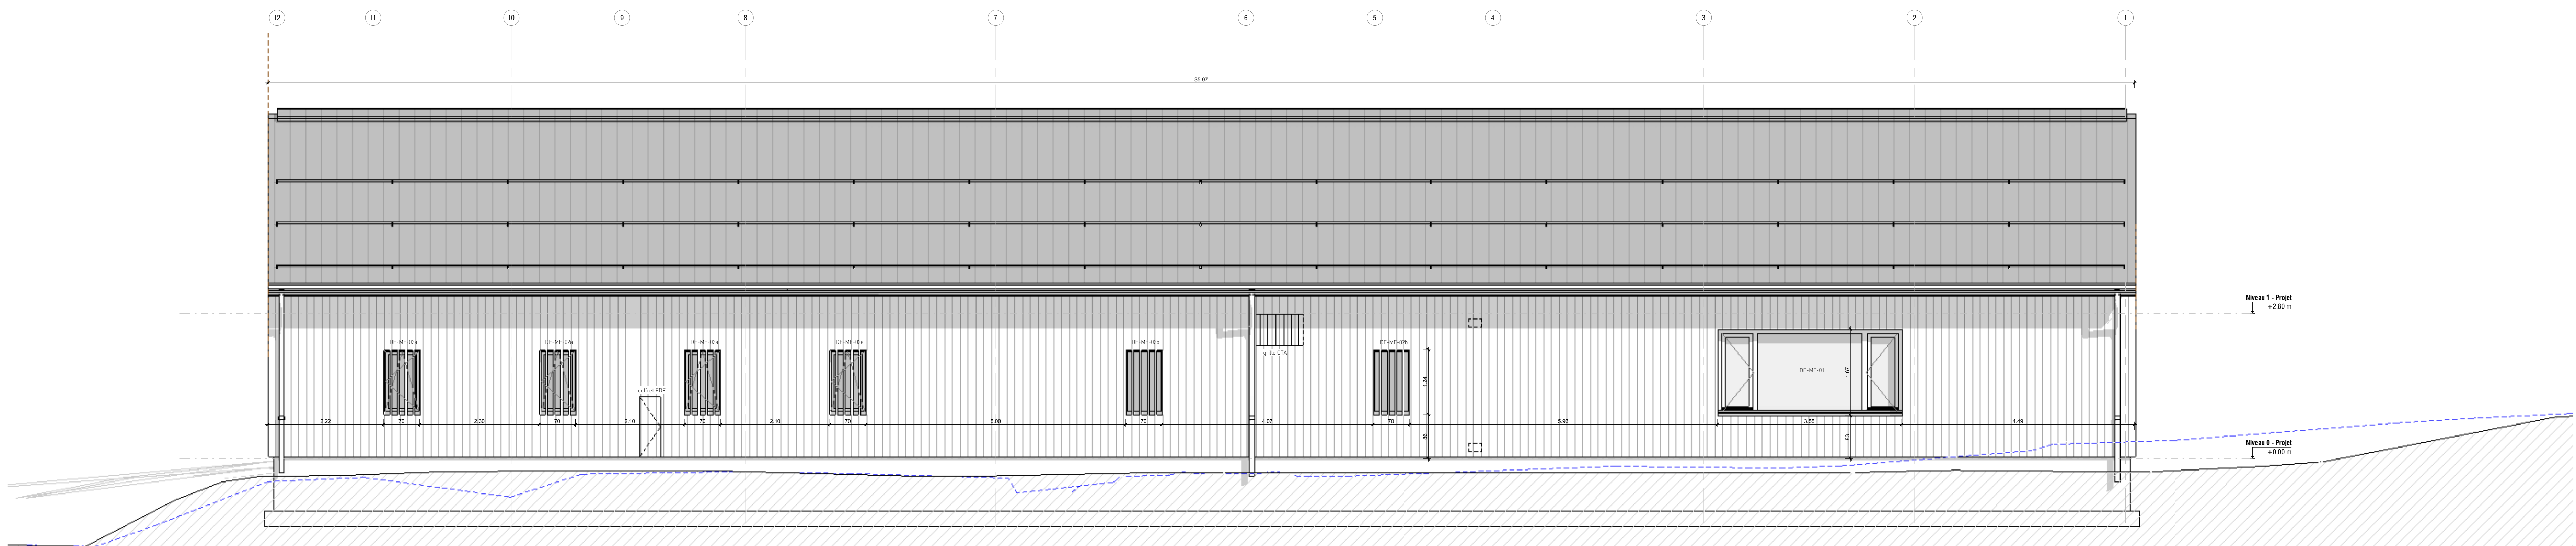 12 11 10 9 8 7 6 5 4 3 2 1
35.97
Niveau 1 - Projet
+2.80 m
grille CTA
DE-ME-02a DE-ME-02a DE-ME-02a DE-ME-02a DE-ME-02b DE-ME-02b
DE-ME-01
1.67
1.24
coffret EDF
2.22 70 2.30 70 2.10 70 2.10 70 5.00 70 4.07 70 5.93 3.55 4.49
86
83
Niveau 0 - Projet
+0.00 m